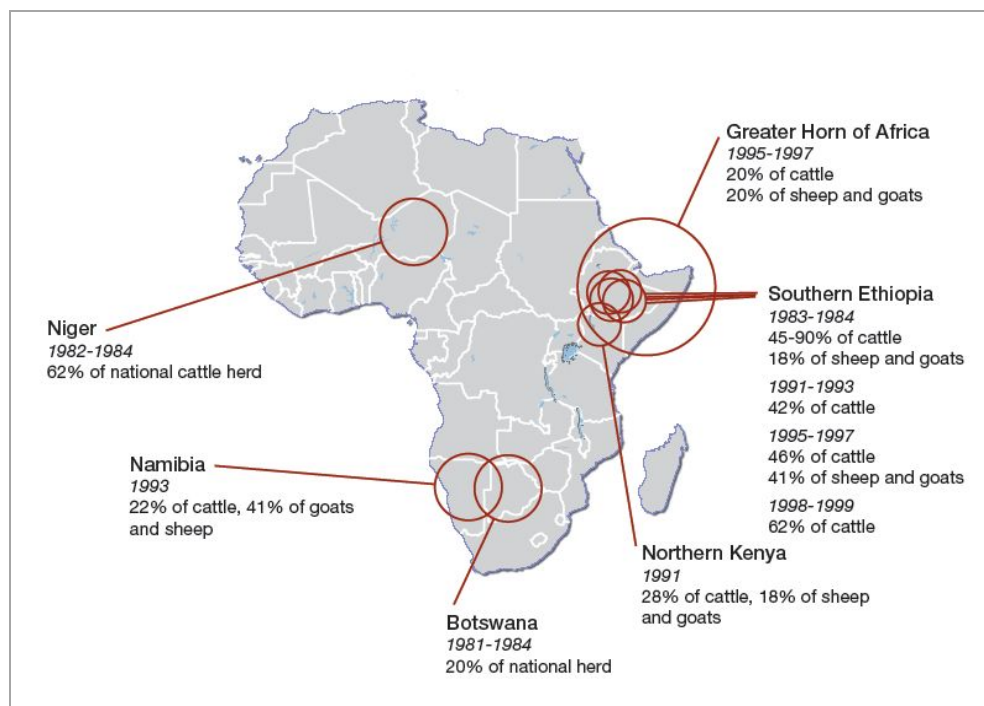 Greater Horn of Africa
1995-1997
20% of cattle
20% of sheep and goats
Southern Ethiopia
1983-1984
45-90% of cattle
18% of sheep and goats
1991-1993
42% of cattle
1995-1997
46% of cattle
41% of sheep and goats
1998-1999
62% of cattle
Niger
1982-1984
62% of national cattle herd
Namibia
1993
22% of cattle, 41% of goats
and sheep
Northern Kenya
1991
28% of cattle, 18% of sheep
and goats
Botswana
1981-1984
20% of national herd